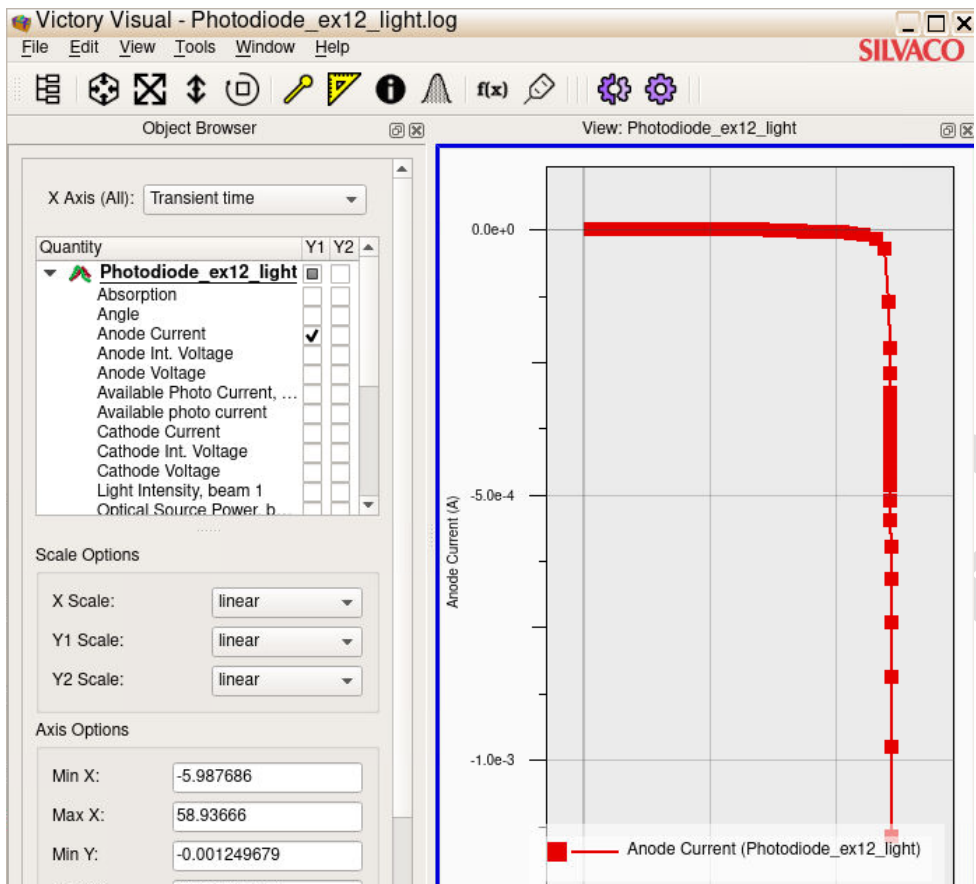 Victory Visual - Photodiode_ex12_light.log
File Edit View Tools Window Help
SILVACO
f(x)
Object Browser
View: Photodiode_ex12_light
X Axis (All): Transient time
Quantity Y1 Y2
Photodiode_ex12_light
Absorption
Angle
Anode Current
Anode Int. Voltage
Anode Voltage
Available Photo Current, ...
Available photo current
Cathode Current
Cathode Int. Voltage
Cathode Voltage
Light Intensity, beam 1
Optical Source Power, b...
Scale Options
X Scale: linear
Y1 Scale: linear
Y2 Scale: linear
Axis Options
Min X: -5.987686
Max X: 58.93666
Min Y: -0.001249679
0.0e+0
-5.0e-4
-1.0e-3
Anode Current (A)
Anode Current (Photodiode_ex12_light)